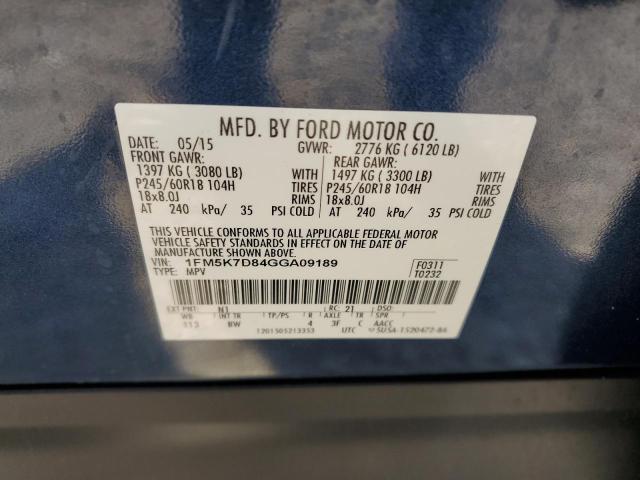 MFD. BY FORD MOTOR CO.
DATE: 05/15 GVWR: 2776 KG ( 6120 LB)
FRONT GAWR: REAR GAWR:
1397 KG ( 3080 LB) WITH 1497 KG ( 3300 LB) WITH
P245/60R18 104H TIRES P245/60R18 104H TIRES
18x8.0J RIMS 18x8.0J RIMS
AT 240 kPa/ 35 PSI COLD AT 240 kPa/ 35 PSI COLD
THIS VEHICLE CONFORMS TO ALL APPLICABLE FEDERAL MOTOR
VEHICLE SAFETY STANDARDS IN EFFECT ON THE DATE OF
MANUFACTURE SHOWN ABOVE.
VIN: 1FM5K7D84GGA09189 F0311
TYPE: MPV T0232
EXT PNT: N1 RC: 21 DSO:
WB INT TR TP/PS R AXLE TR SPR
113 BW 4 3F C AACC
1201505213353 UTC 5U5A-1520472-BA